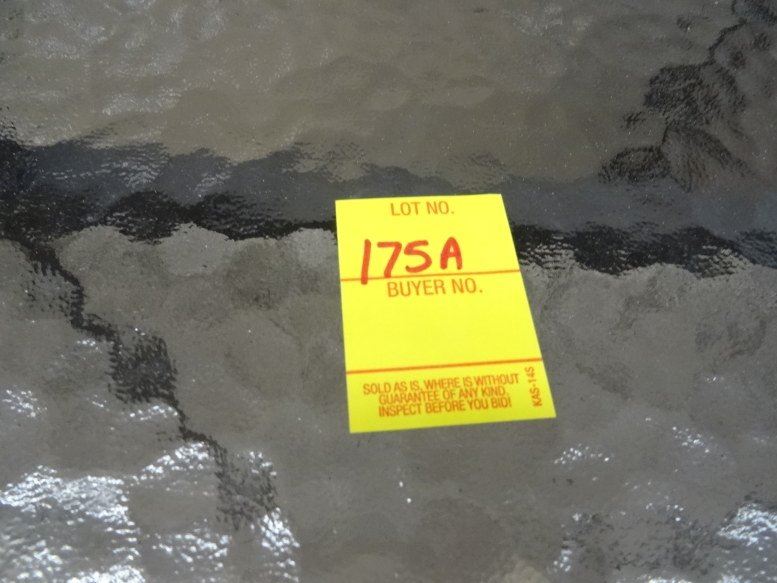 LOT NO.
175A
BUYER NO.
SOLD AS IS, WHERE IS WITHOUT
GUARANTEE OF ANY KIND.
INSPECT BEFORE YOU BID!
KAS-145